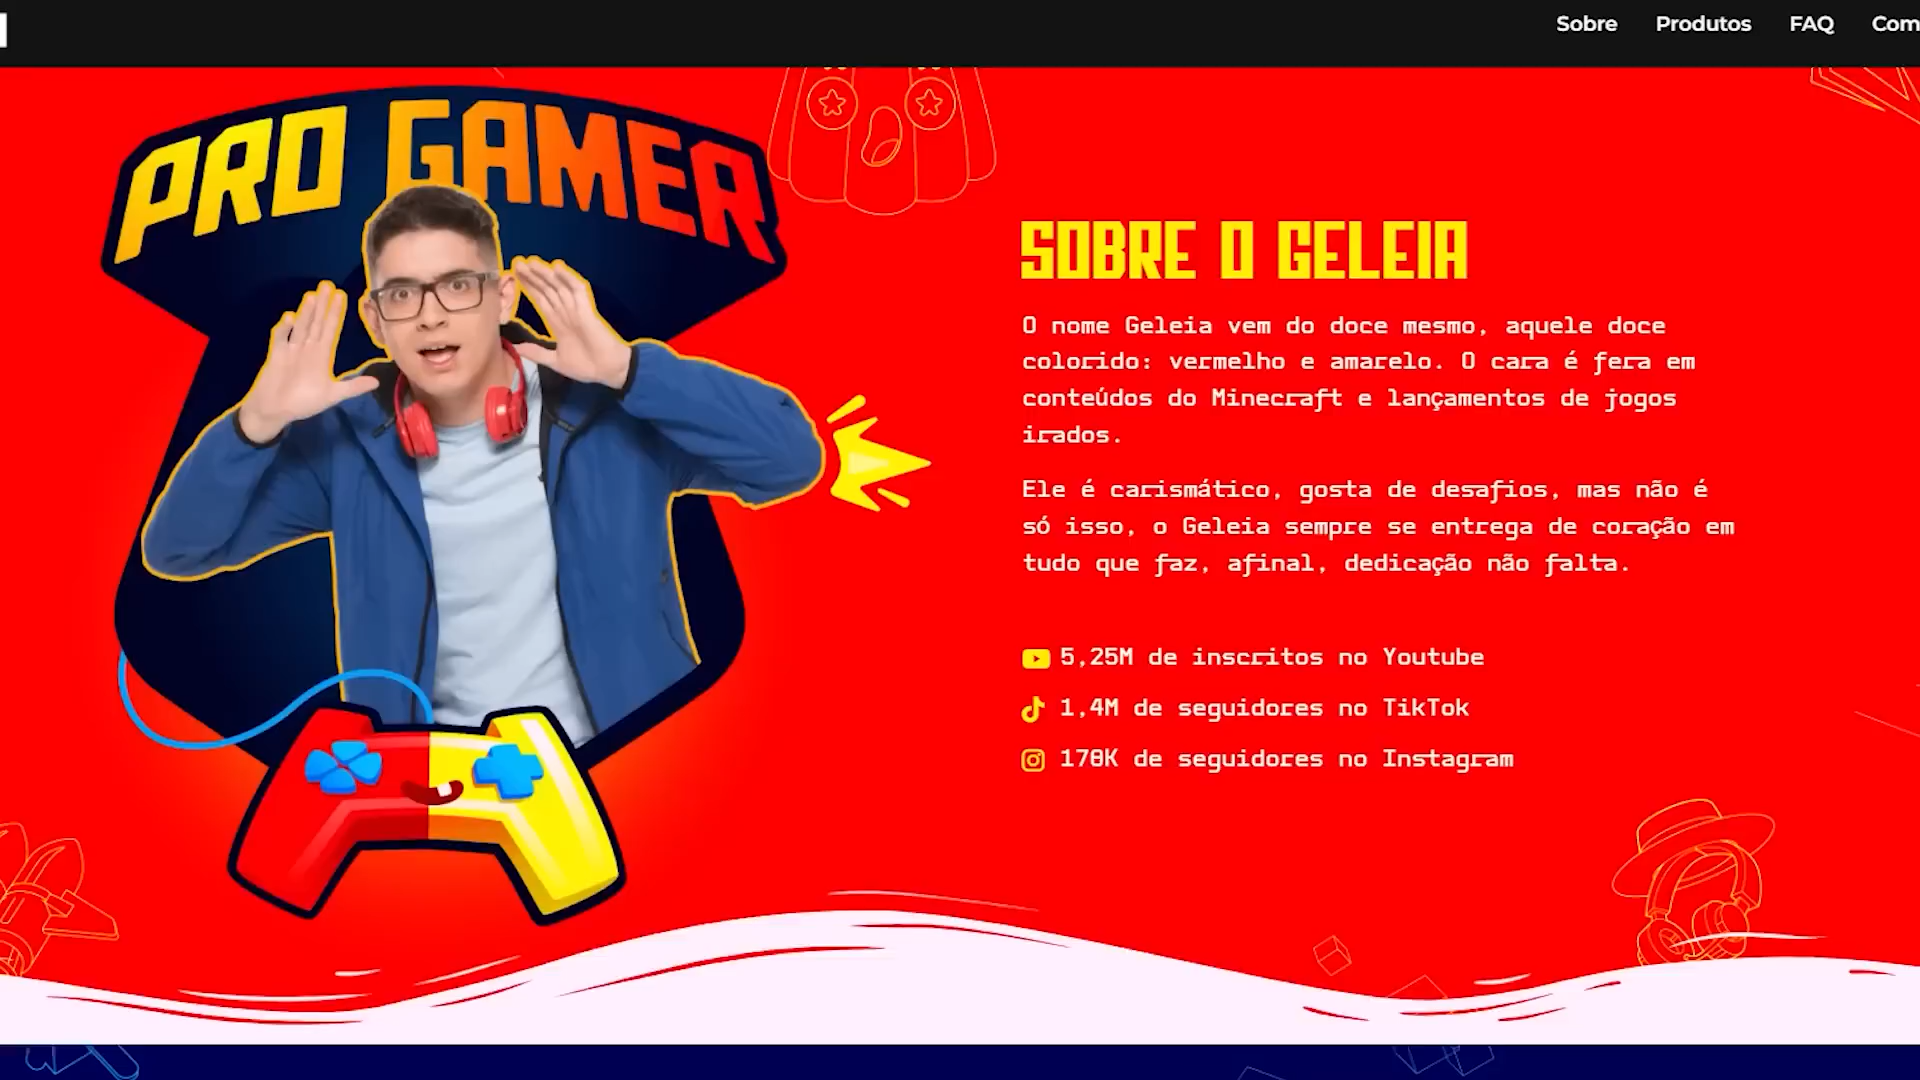 Sobre Produtos FAQ Com
PRO GAMER
SOBRE O GELEIA
O nome Geleia vem do doce mesmo, aquele doce
colorido: vermelho e amarelo. O cara é fera em
conteúdos do Minecraft e lançamentos de jogos
irados.
Ele é carismático, gosta de desafios, mas não é
só isso, o Geleia sempre se entrega de coração em
tudo que faz, afinal, dedicação não falta.
5,25M de inscritos no Youtube
1,4M de seguidores no TikTok
170K de seguidores no Instagram